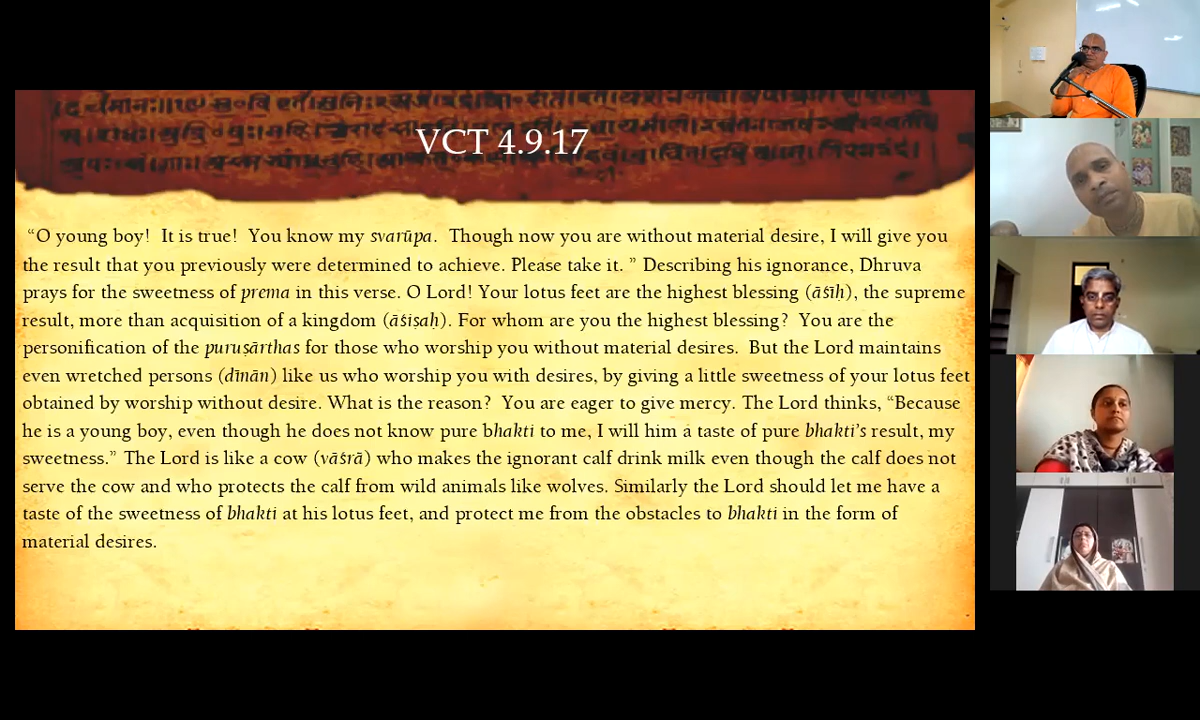 VCT 4.9.17
“O young boy!  It is true!  You know my svarūpa.  Though now you are without material desire, I will give you
the result that you previously were determined to achieve. Please take it. ” Describing his ignorance, Dhruva
prays for the sweetness of prema in this verse. O Lord! Your lotus feet are the highest blessing (āśīḥ), the supreme
result, more than acquisition of a kingdom (āśiṣaḥ). For whom are you the highest blessing?  You are the
personification of the puruṣārthas for those who worship you without material desires.  But the Lord maintains
even wretched persons (dīnān) like us who worship you with desires, by giving a little sweetness of your lotus feet
obtained by worship without desire. What is the reason?  You are eager to give mercy. The Lord thinks, “Because
he is a young boy, even though he does not know pure bhakti to me, I will him a taste of pure bhakti’s result, my
sweetness.” The Lord is like a cow (vāśrā) who makes the ignorant calf drink milk even though the calf does not
serve the cow and who protects the calf from wild animals like wolves. Similarly the Lord should let me have a
taste of the sweetness of bhakti at his lotus feet, and protect me from the obstacles to bhakti in the form of
material desires.